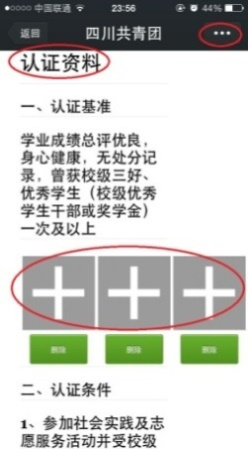 中国联通
23:56
44%
返回
四川共青团
认证资料
一、认证基准
学业成绩总评优良，
身心健康，无处分记
录，曾获校级三好、
优秀学生（校级优秀
学生干部或奖学金）
一次及以上
删除 删除 删除
二、认证条件
1、参加社会实践及志
愿服务活动并受校级